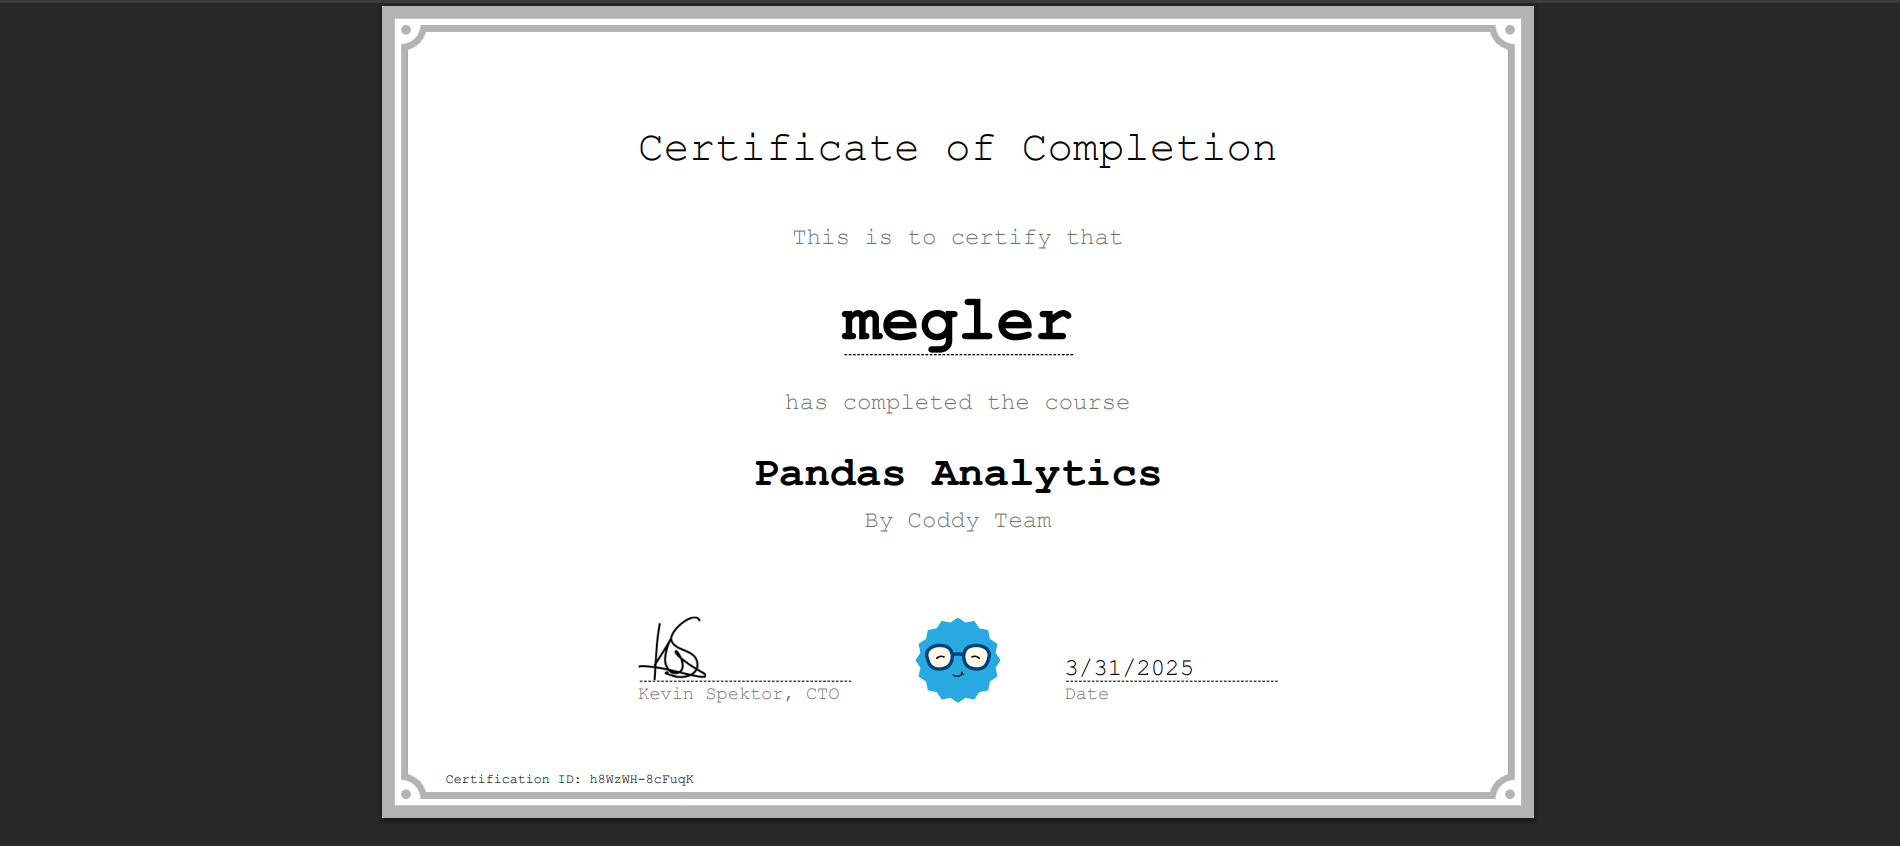 Certificate of Completion
This is to certify that
megler
has completed the course
Pandas Analytics
By Coddy Team
3/31/2025
Kevin Spektor, CTO
Date
Certification ID: h8WzWH-8cFuqK